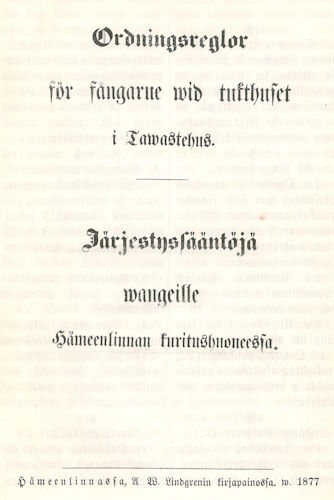 Ordningsreglor
för fångarne wid tukthuset
i Tawastehus.
Järjestyssääntöjä
wangeille
Hämeenlinnan kuritushuoneessa.
Hämeenlinnassa, A W. Lindgrenin kirjapainossa. w. 1877